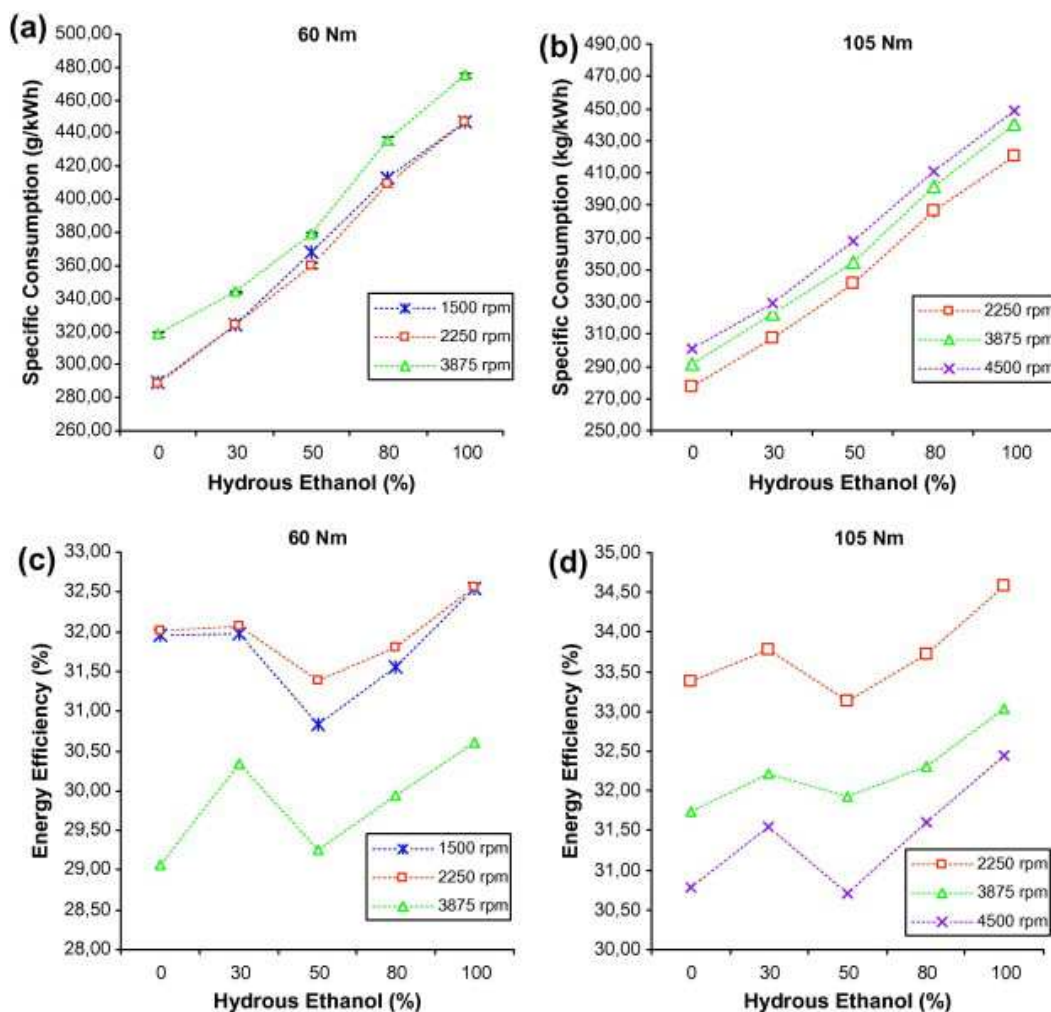 (a)
60 Nm
Specific Consumption (g/kWh)
500,00
480,00
460,00
440,00
420,00
400,00
380,00
360,00
340,00
320,00
300,00
280,00
260,00
0 30 50 80 100
Hydrous Ethanol (%)
1500 rpm
2250 rpm
3875 rpm
(b)
105 Nm
Specific Consumption (kg/kWh)
490,00
470,00
450,00
430,00
410,00
390,00
370,00
350,00
330,00
310,00
290,00
270,00
250,00
0 30 50 80 100
Hydrous Ethanol (%)
2250 rpm
3875 rpm
4500 rpm
(c)
60 Nm
Energy Efficiency (%)
33,00
32,50
32,00
31,50
31,00
30,50
30,00
29,50
29,00
28,50
28,00
0 30 50 80 100
Hydrous Ethanol (%)
1500 rpm
2250 rpm
3875 rpm
(d)
105 Nm
Energy Efficiency (%)
35,00
34,50
34,00
33,50
33,00
32,50
32,00
31,50
31,00
30,50
30,00
0 30 50 80 100
Hydrous Ethanol (%)
2250 rpm
3875 rpm
4500 rpm